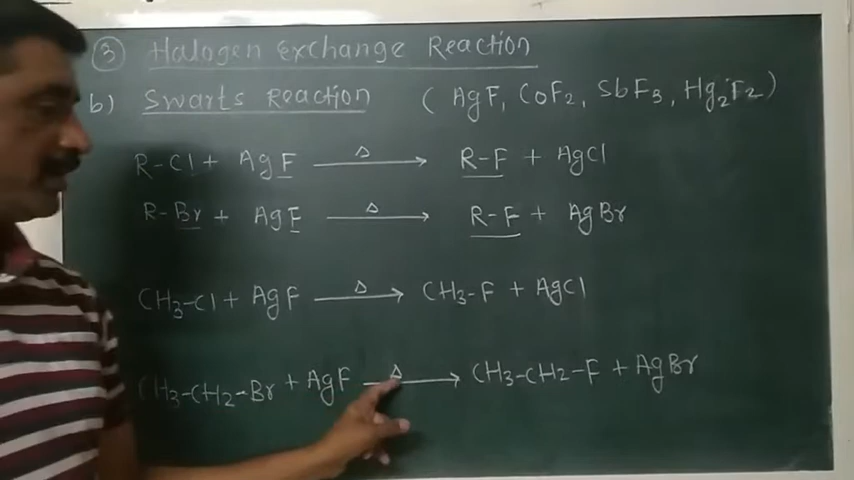 ③ Halogen Exchange Reaction
b) Swarts Reaction ( AgF, CoF2, SbF3, Hg2F2 )
R-Cl + AgF —Δ→ R-F + AgCl
R-Br + AgF —Δ→ R-F + AgBr
CH3-Cl + AgF —Δ→ CH3-F + AgCl
CH3-CH2-Br + AgF —Δ→ CH3-CH2-F + AgBr